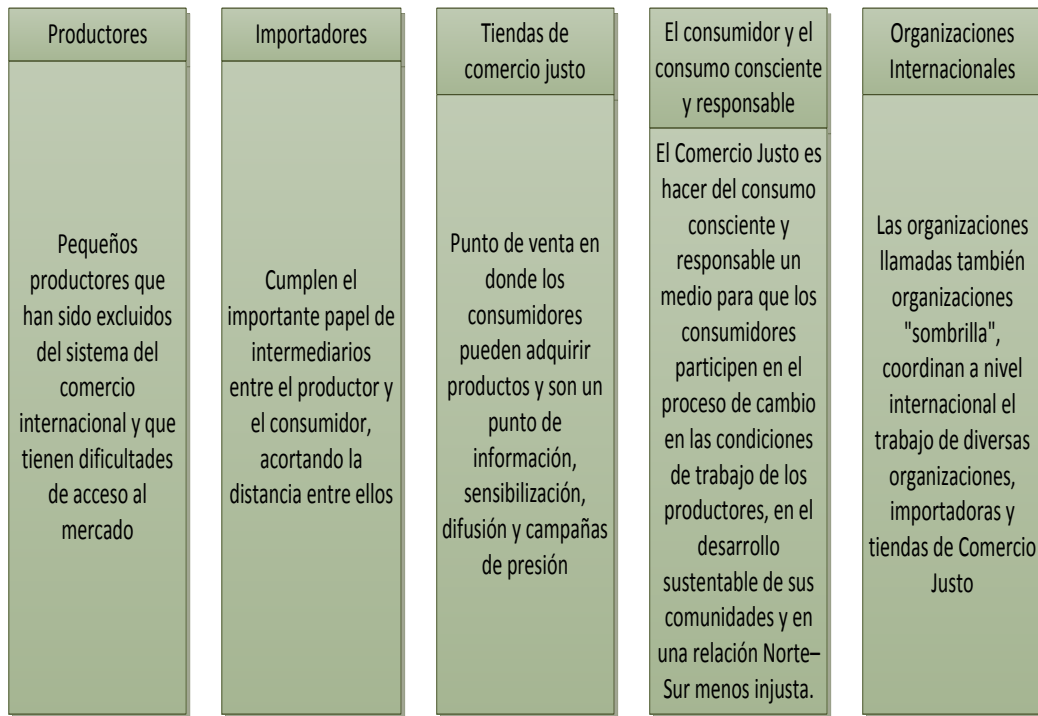 Productores
Pequeños
productores que
han sido excluidos
del sistema del
comercio
internacional y que
tienen dificultades
de acceso al
mercado
Importadores
Cumplen el
importante papel de
intermediarios
entre el productor y
el consumidor,
acortando la
distancia entre ellos
Tiendas de
comercio justo
Punto de venta en
donde los
consumidores
pueden adquirir
productos y son un
punto de
información,
sensibilización,
difusión y campañas
de presión
El consumidor y el
consumo consciente
y responsable
El Comercio Justo es
hacer del consumo
consciente y
responsable un
medio para que los
consumidores
participen en el
proceso de cambio
en las condiciones
de trabajo de los
productores, en el
desarrollo
sustentable de sus
comunidades y en
una relación Norte–
Sur menos injusta.
Organizaciones
Internacionales
Las organizaciones
llamadas también
organizaciones
"sombrilla",
coordinan a nivel
internacional el
trabajo de diversas
organizaciones,
importadoras y
tiendas de Comercio
Justo